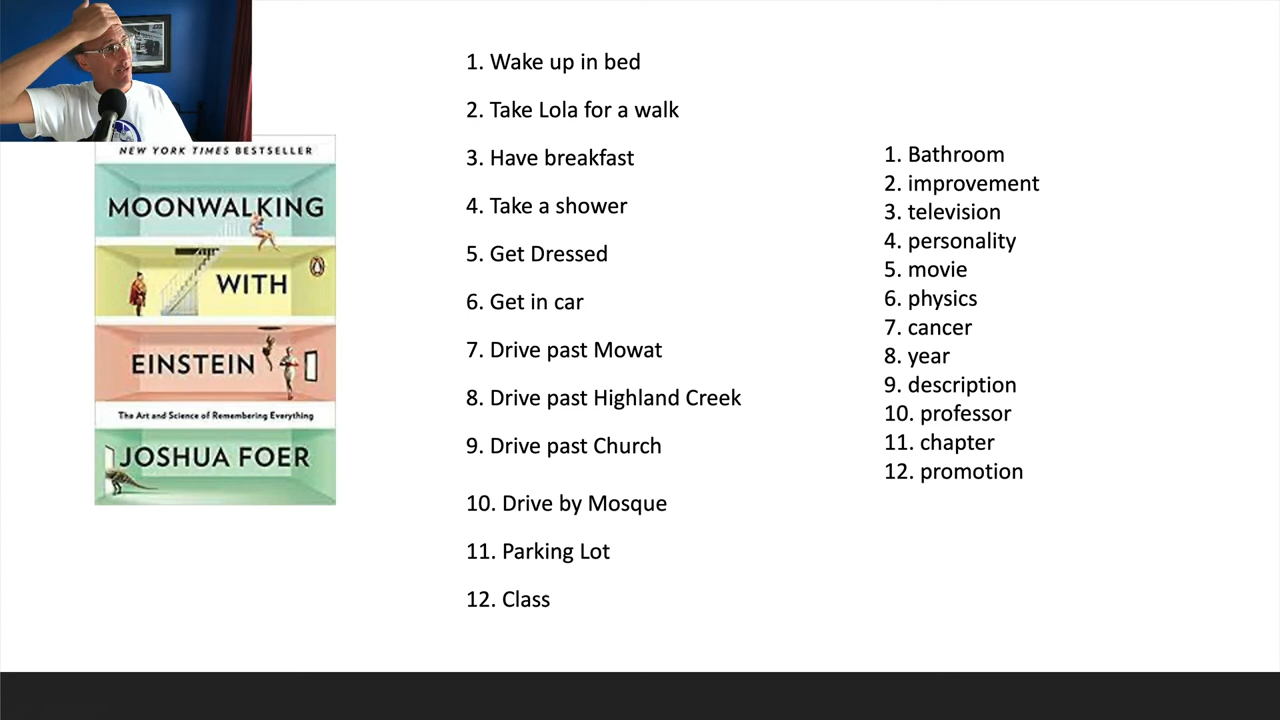 NEW YORK TIMES BESTSELLER
MOONWALKING
WITH
EINSTEIN
The Art and Science of Remembering Everything
JOSHUA FOER
1. Wake up in bed
2. Take Lola for a walk
3. Have breakfast
4. Take a shower
5. Get Dressed
6. Get in car
7. Drive past Mowat
8. Drive past Highland Creek
9. Drive past Church
10. Drive by Mosque
11. Parking Lot
12. Class
1. Bathroom
2. improvement
3. television
4. personality
5. movie
6. physics
7. cancer
8. year
9. description
10. professor
11. chapter
12. promotion